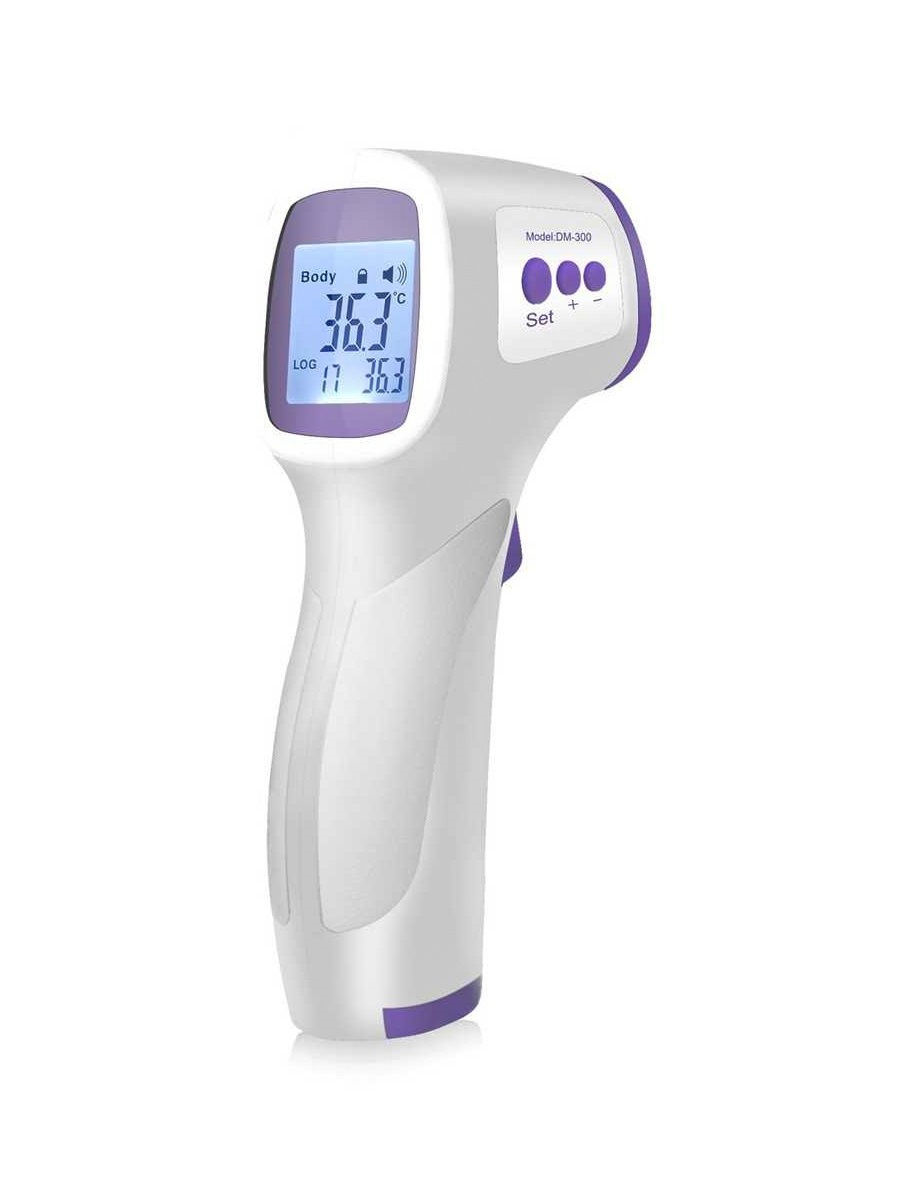 Model:DM-300
Set + −
Body
36.3 °C
LOG 17 36.3